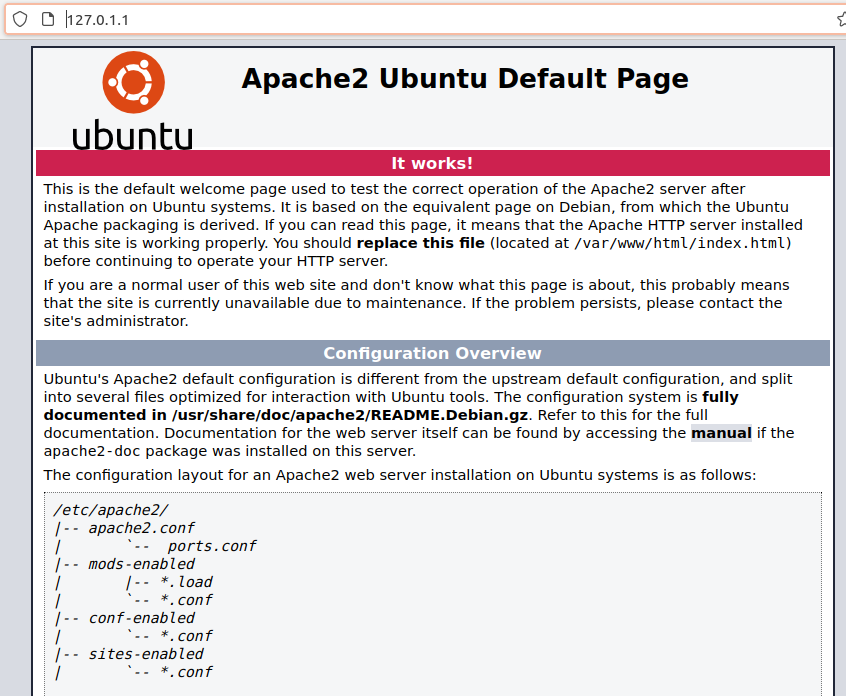 127.0.1.1
ubuntu
Apache2 Ubuntu Default Page
It works!
This is the default welcome page used to test the correct operation of the Apache2 server after
installation on Ubuntu systems. It is based on the equivalent page on Debian, from which the Ubuntu
Apache packaging is derived. If you can read this page, it means that the Apache HTTP server installed
at this site is working properly. You should replace this file (located at /var/www/html/index.html)
before continuing to operate your HTTP server.
If you are a normal user of this web site and don't know what this page is about, this probably means
that the site is currently unavailable due to maintenance. If the problem persists, please contact the
site's administrator.
Configuration Overview
Ubuntu's Apache2 default configuration is different from the upstream default configuration, and split
into several files optimized for interaction with Ubuntu tools. The configuration system is fully
documented in /usr/share/doc/apache2/README.Debian.gz. Refer to this for the full
documentation. Documentation for the web server itself can be found by accessing the manual if the
apache2-doc package was installed on this server.
The configuration layout for an Apache2 web server installation on Ubuntu systems is as follows:
/etc/apache2/
|-- apache2.conf
|       `--  ports.conf
|-- mods-enabled
|       |-- *.load
|       `-- *.conf
|-- conf-enabled
|       `-- *.conf
|-- sites-enabled
|       `-- *.conf